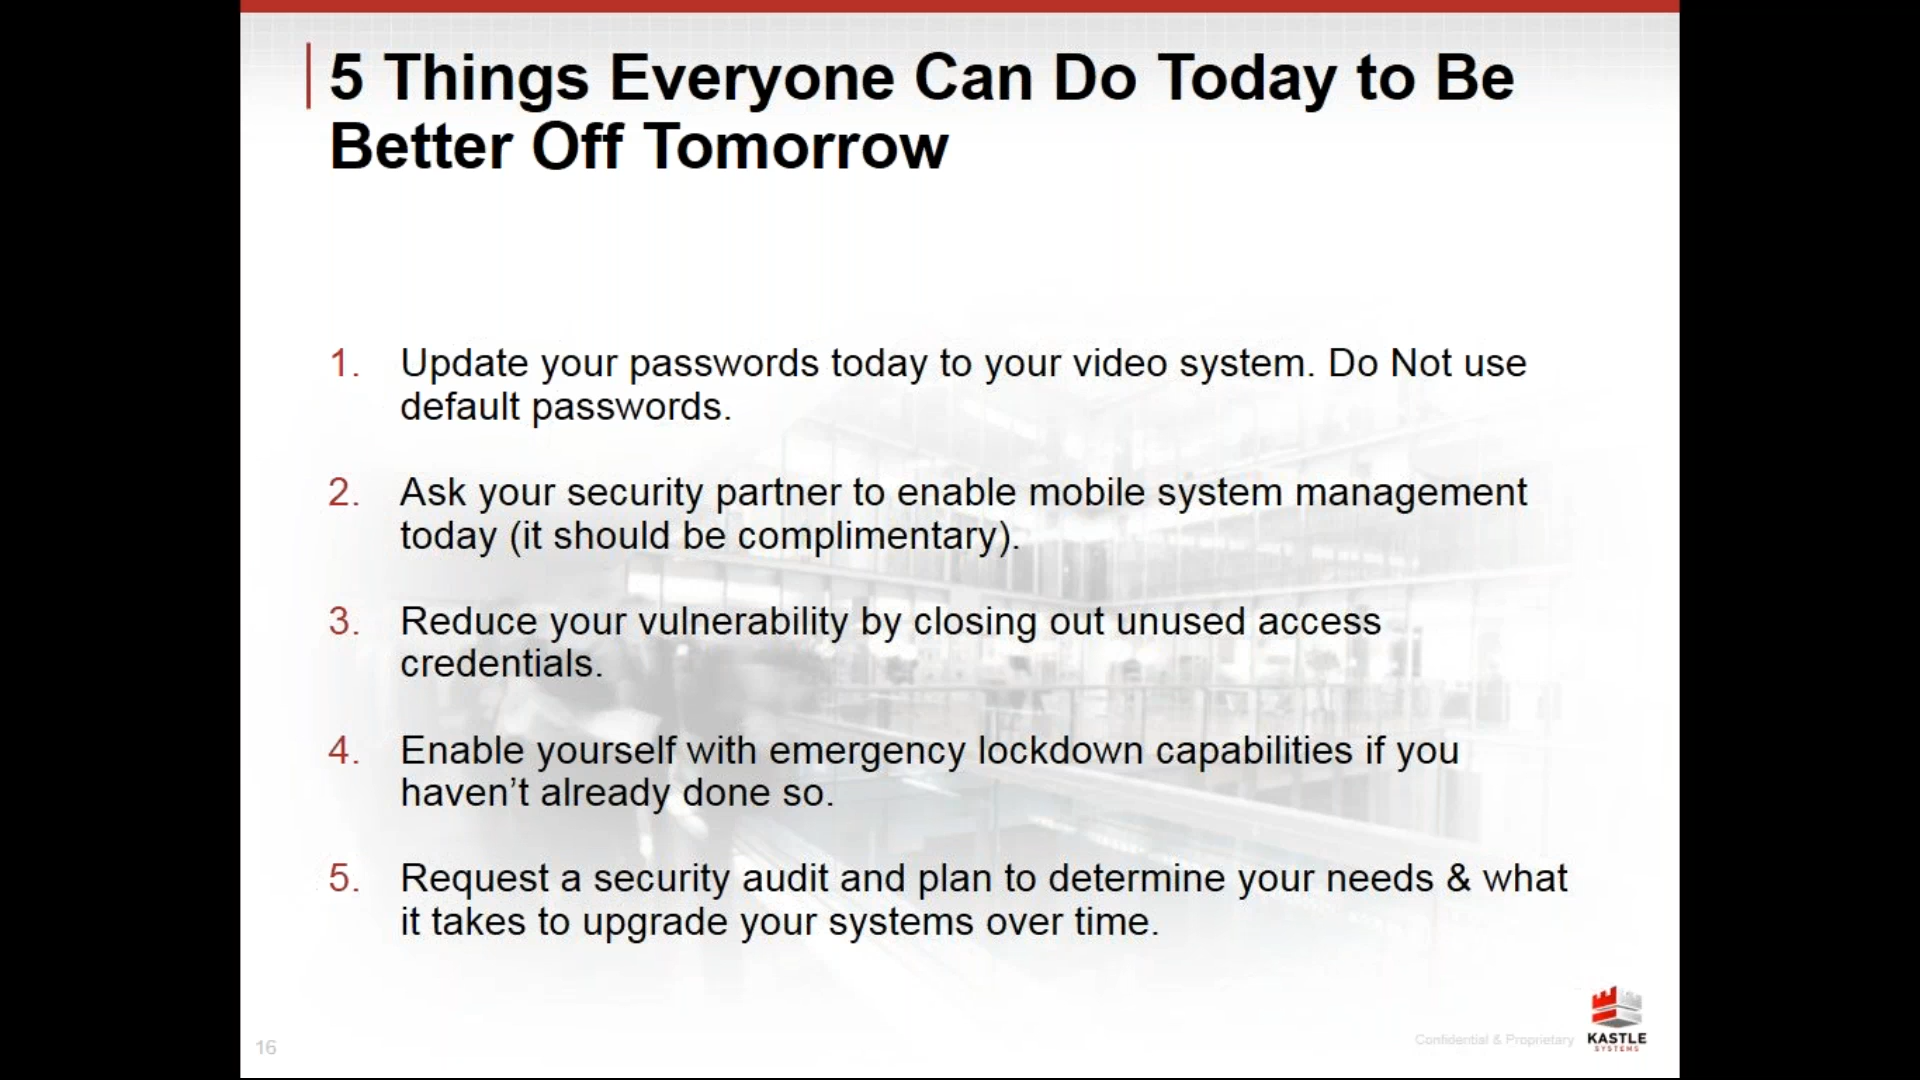 5 Things Everyone Can Do Today to Be
Better Off Tomorrow
1. Update your passwords today to your video system. Do Not use
default passwords.
2. Ask your security partner to enable mobile system management
today (it should be complimentary).
3. Reduce your vulnerability by closing out unused access
credentials.
4. Enable yourself with emergency lockdown capabilities if you
haven’t already done so.
5. Request a security audit and plan to determine your needs & what
it takes to upgrade your systems over time.
16
Confidential & Proprietary
KASTLE
SYSTEMS